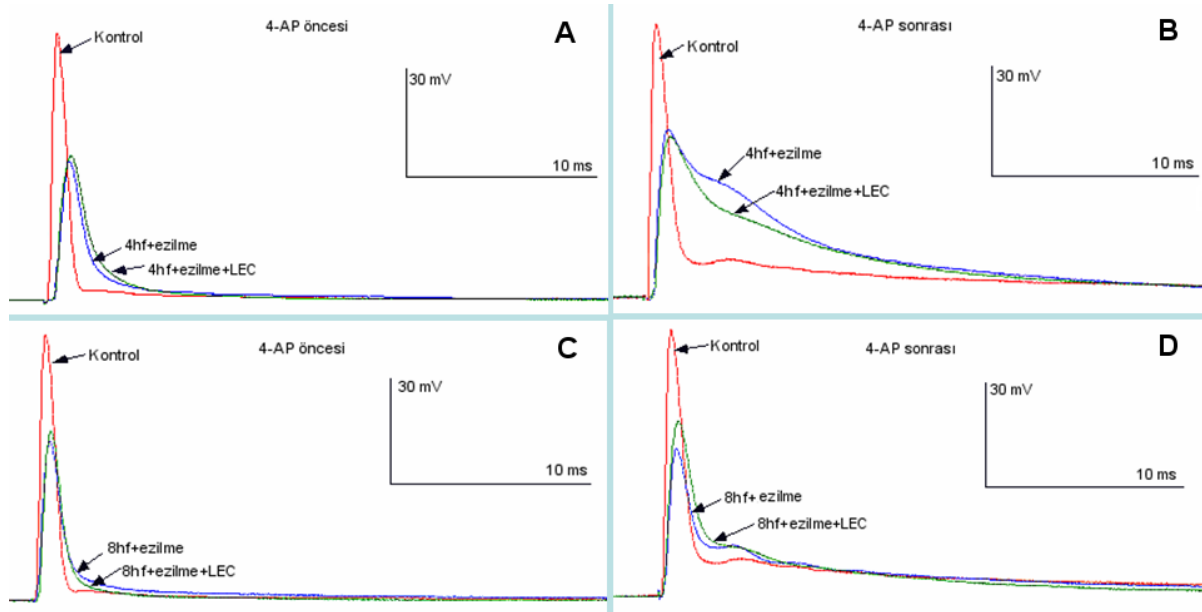 4-AP öncesi
A
Kontrol
30 mV
10 ms
4hf+ezilme
4hf+ezilme+LEC
4-AP sonrası
B
Kontrol
30 mV
10 ms
4hf+ezilme
4hf+ezilme+LEC
4-AP öncesi
C
Kontrol
30 mV
10 ms
8hf+ezilme
8hf+ezilme+LEC
4-AP sonrası
D
Kontrol
30 mV
10 ms
8hf+ ezilme
8hf+ezilme+LEC